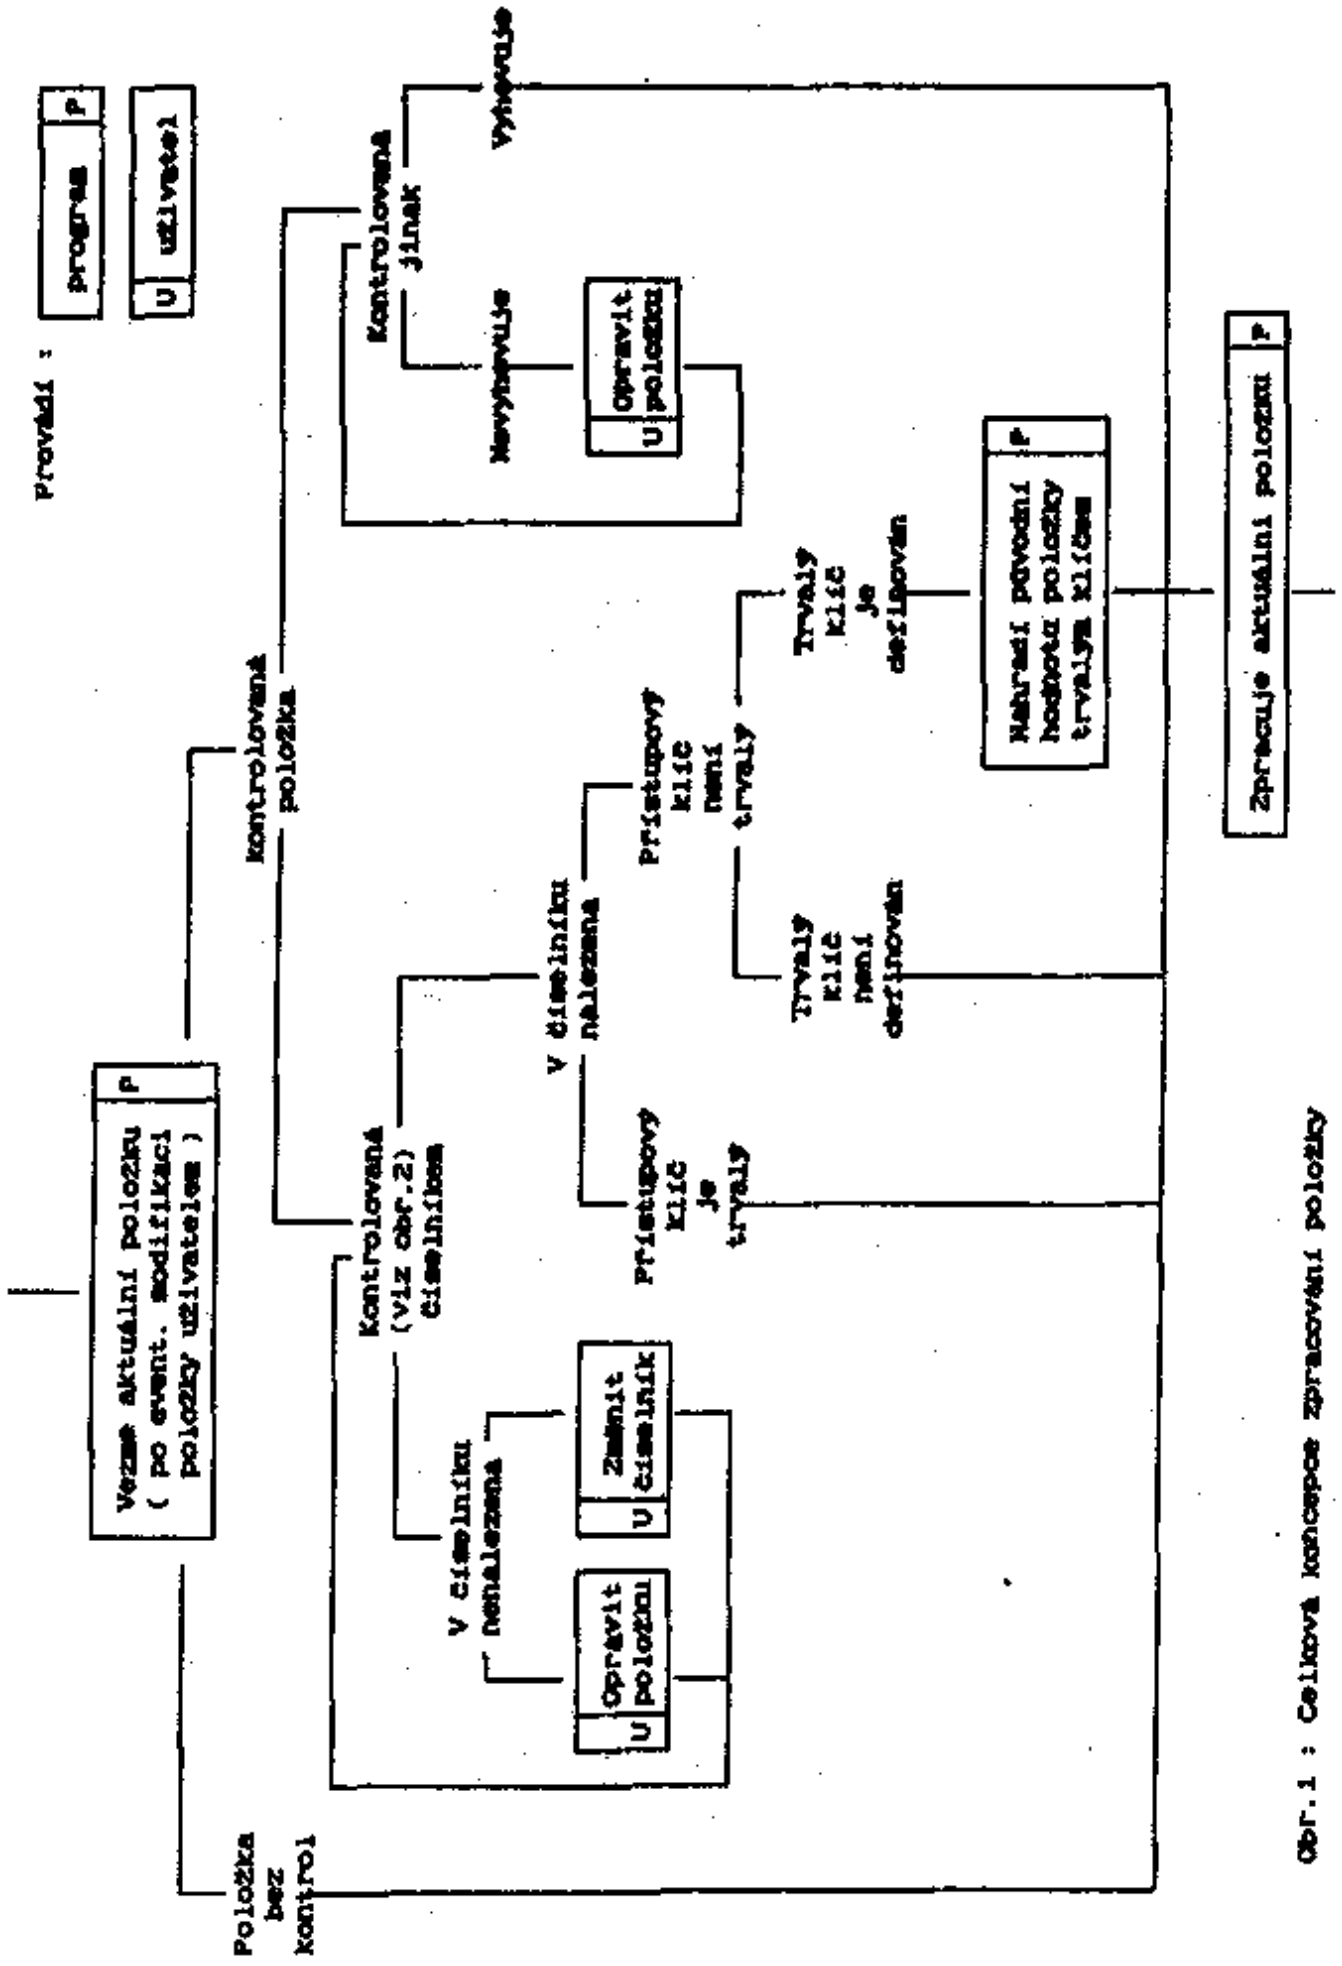 Provádí :
program P
U uživatel
Vezme aktuální položku P
( po event. modifikaci
položky uživatelem )
Položka
bez
kontrol
kontrolovaná
položka
Kontrolovaná
(viz obr.2)
číselníkem
Kontrolovaná
jinak
V číselníku
nenalezena
V číselníku
nalezena
Nevyhovuje
Vyhovuje
Opravit
U položku
Změnit
U číselník
Přístupový
klíč
je
trvalý
Přístupový
klíč
není
trvalý
Opravit
U položku
Trvalý
klíč
není
definován
Trvalý
klíč
je
definován
Nahradí původní P
hodnotu položky
trvalým klíčem
Zpracuje aktuální položku P
Obr.1 : Celková koncepce zpracování položky